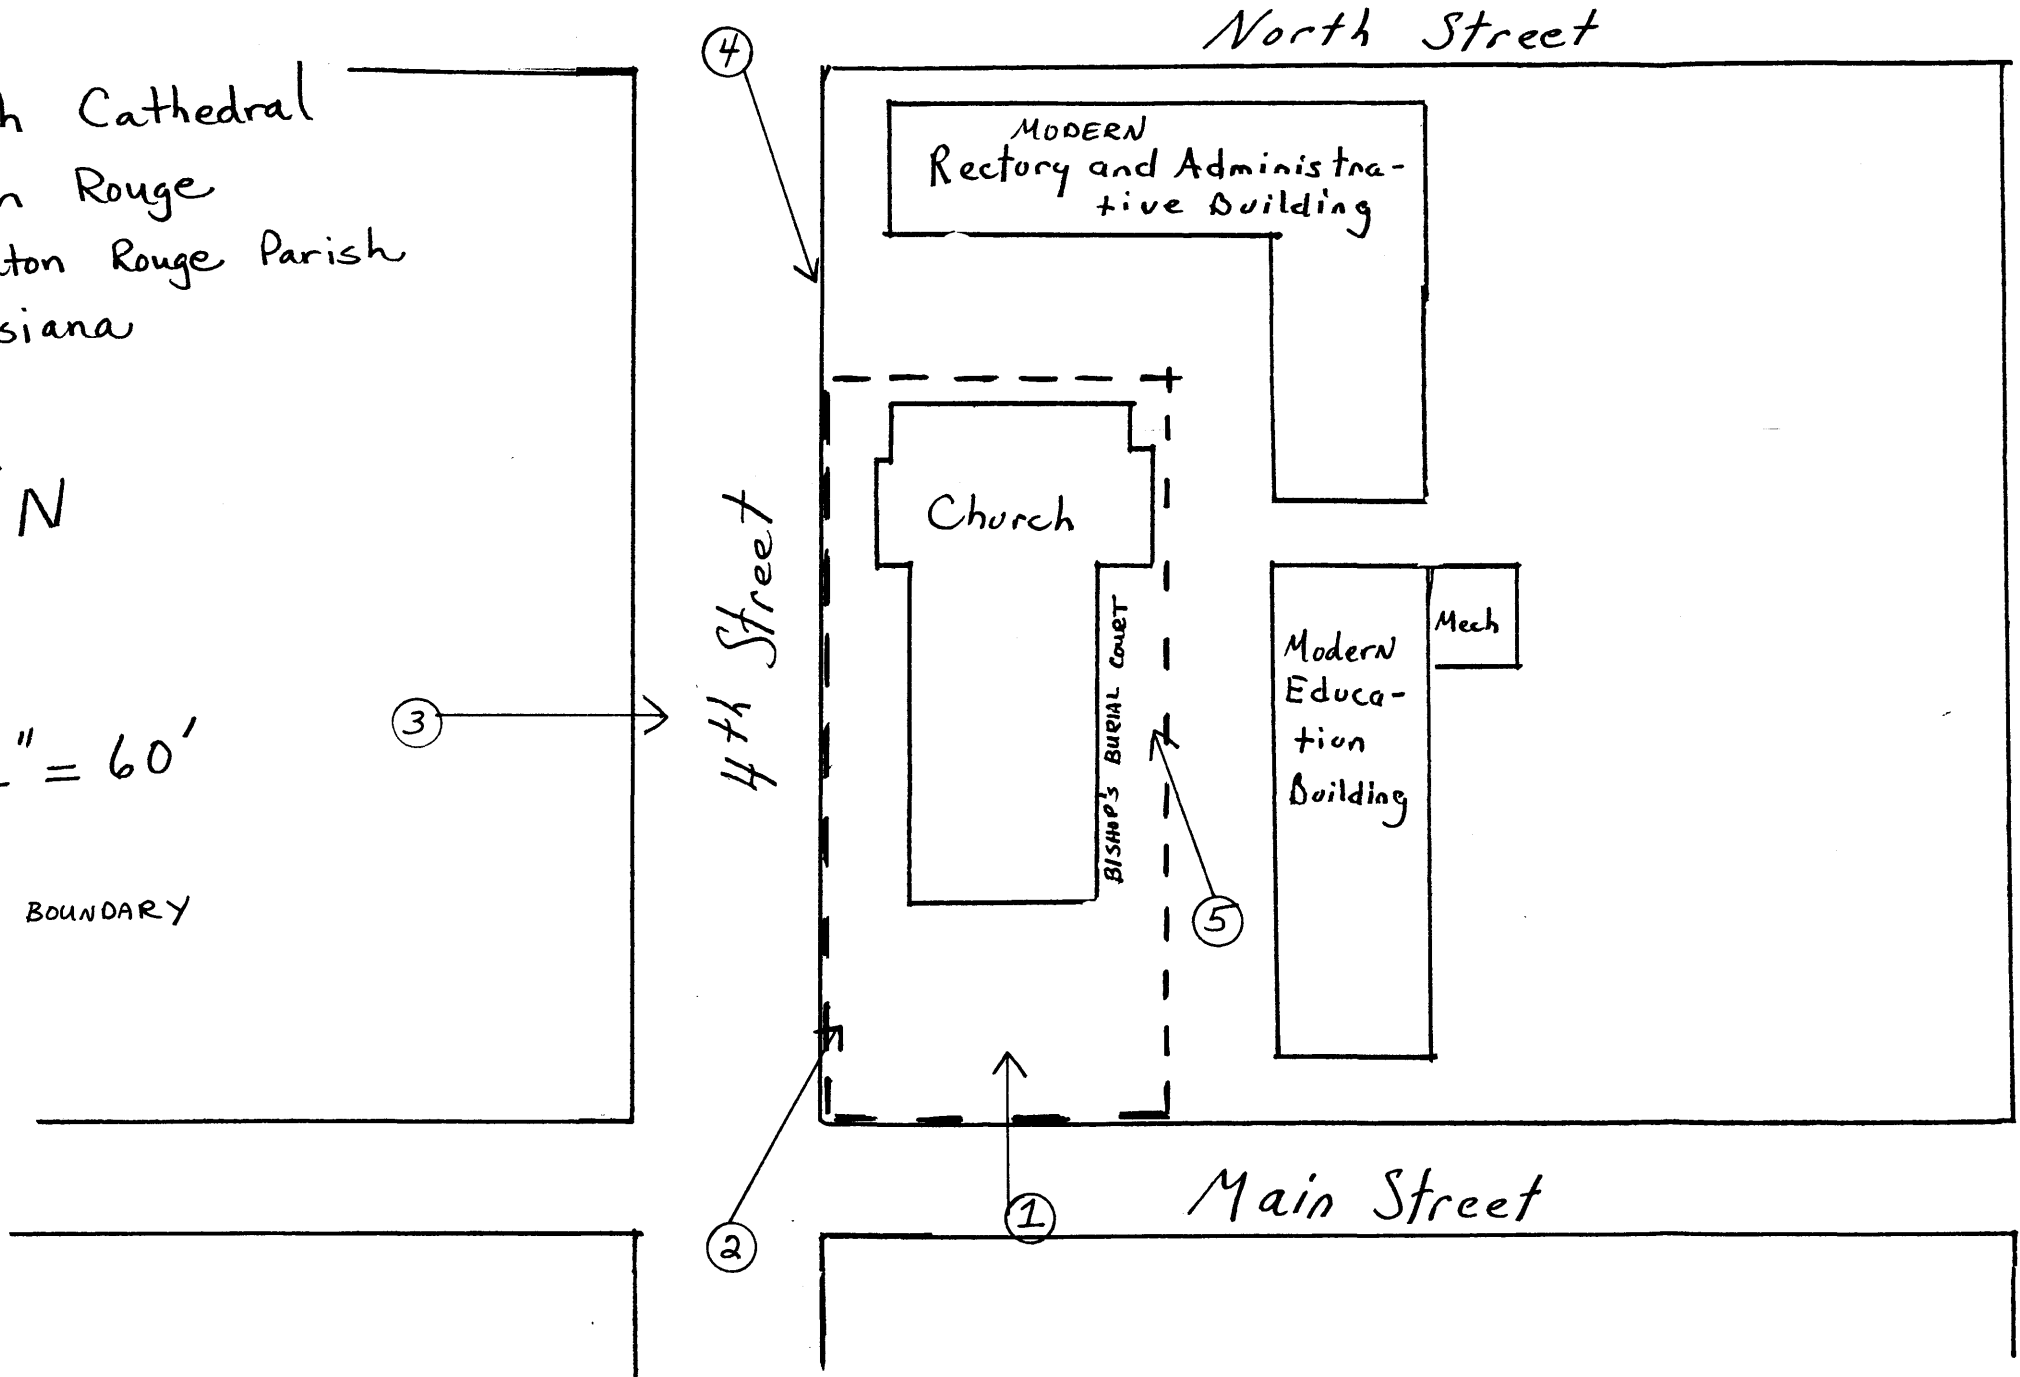 North Street
h Cathedral
n Rouge
ton Rouge Parish
siana
N
" = 60'
BOUNDARY
4
MODERN
Rectory and Administra-
tive Building
Church
4th Street
3
BISHOP'S BURIAL COURT
5
Mech
Modern
Educa-
tion
Building
Main Street
1
2